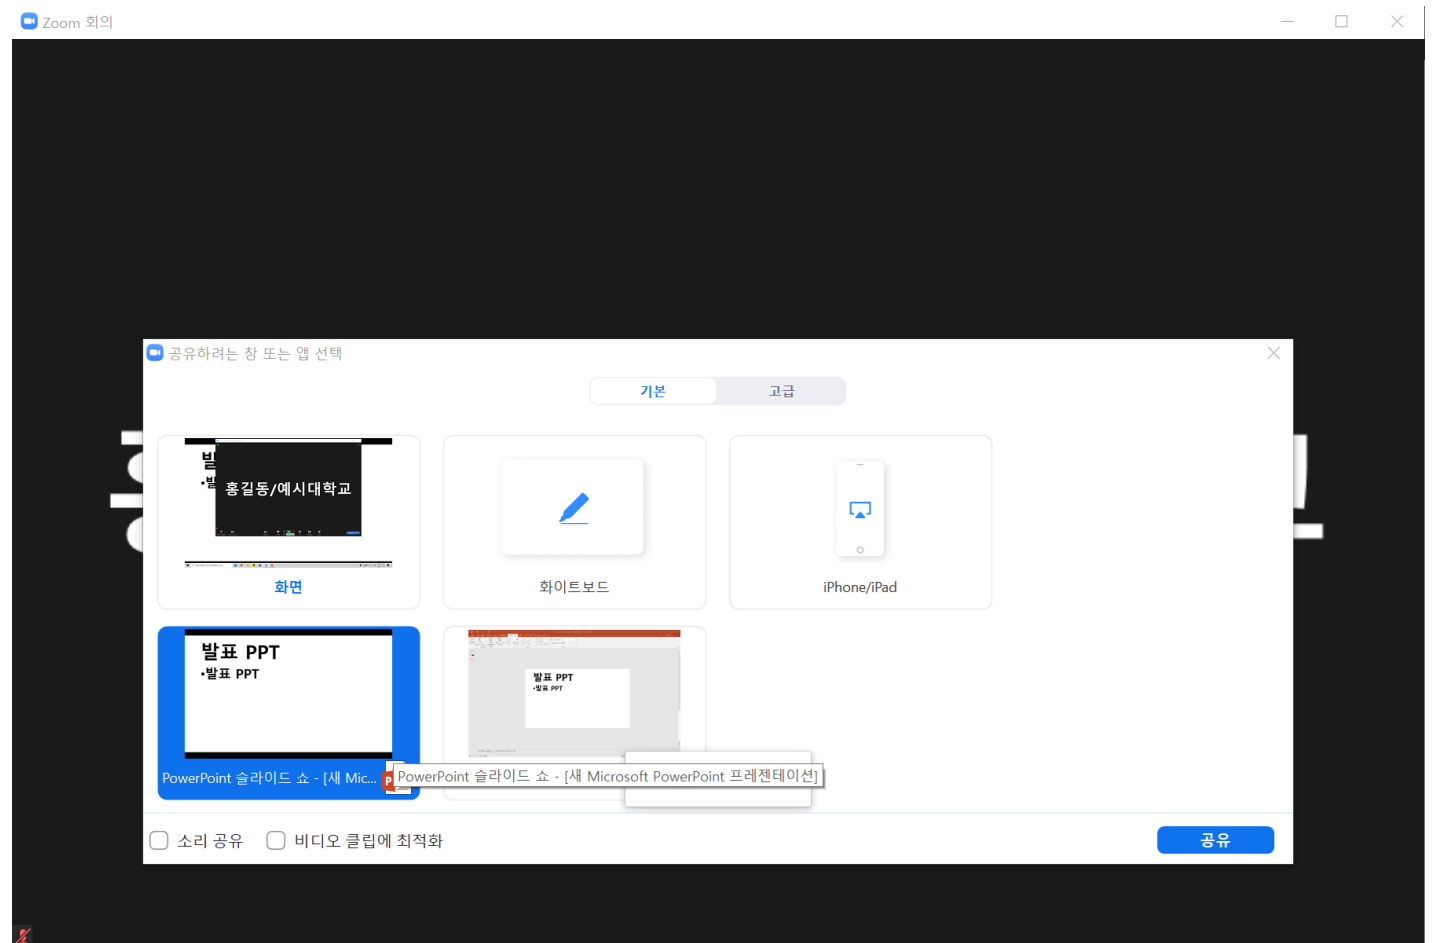 Zoom 회의
공유하려는 창 또는 앱 선택
기본
고급
홍길동/예시대학교
화면
화이트보드
iPhone/iPad
발표 PPT
•발표 PPT
발표 PPT
•발표 PPT
PowerPoint 슬라이드 쇼 - [새 Mic...
PowerPoint 슬라이드 쇼 - [새 Microsoft PowerPoint 프레젠테이션]
소리 공유
비디오 클립에 최적화
공유